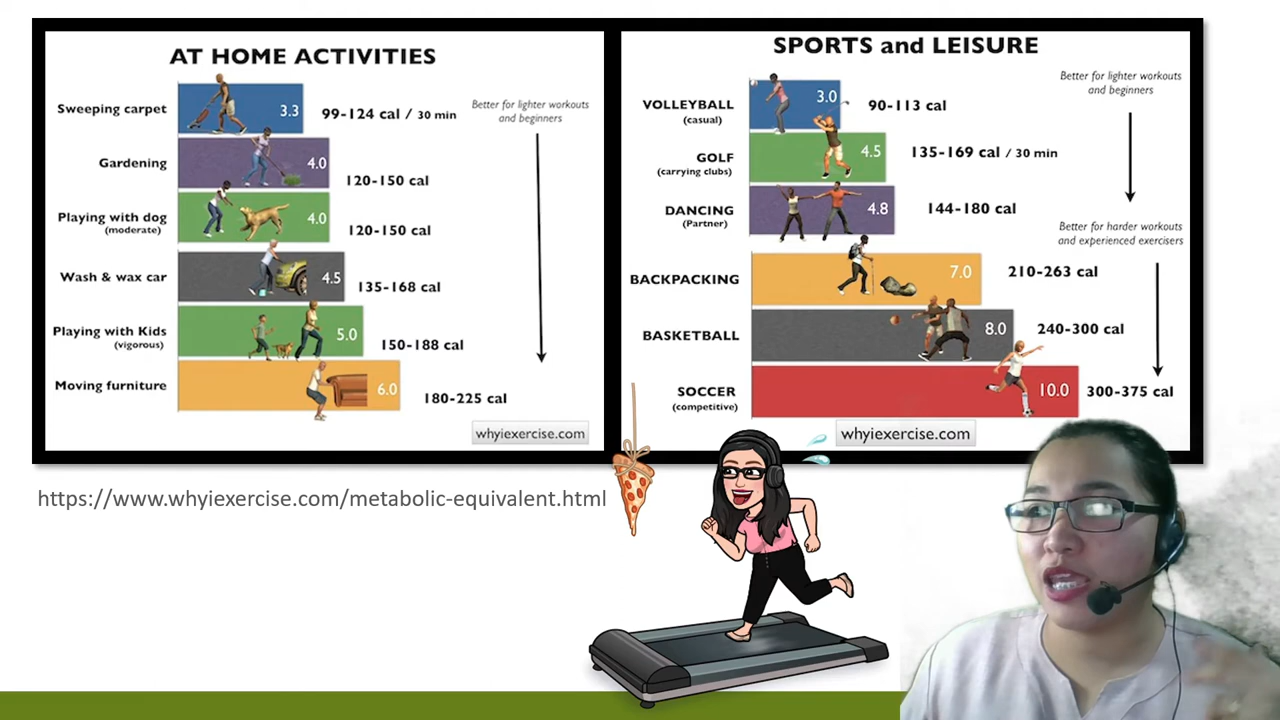 AT HOME ACTIVITIES
Sweeping carpet
3.3
99-124 cal / 30 min
Better for lighter workouts
and beginners
Gardening
4.0
120-150 cal
Playing with dog
(moderate)
4.0
120-150 cal
Wash & wax car
4.5
135-168 cal
Playing with Kids
(vigorous)
5.0
150-188 cal
Moving furniture
6.0
180-225 cal
whyiexercise.com
SPORTS and LEISURE
VOLLEYBALL
(casual)
3.0
90-113 cal
Better for lighter workouts
and beginners
GOLF
(carrying clubs)
4.5
135-169 cal / 30 min
DANCING
(Partner)
4.8
144-180 cal
Better for harder workouts
and experienced exercisers
BACKPACKING
7.0
210-263 cal
BASKETBALL
8.0
240-300 cal
SOCCER
(competitive)
10.0
300-375 cal
whyiexercise.com
https://www.whyiexercise.com/metabolic-equivalent.html